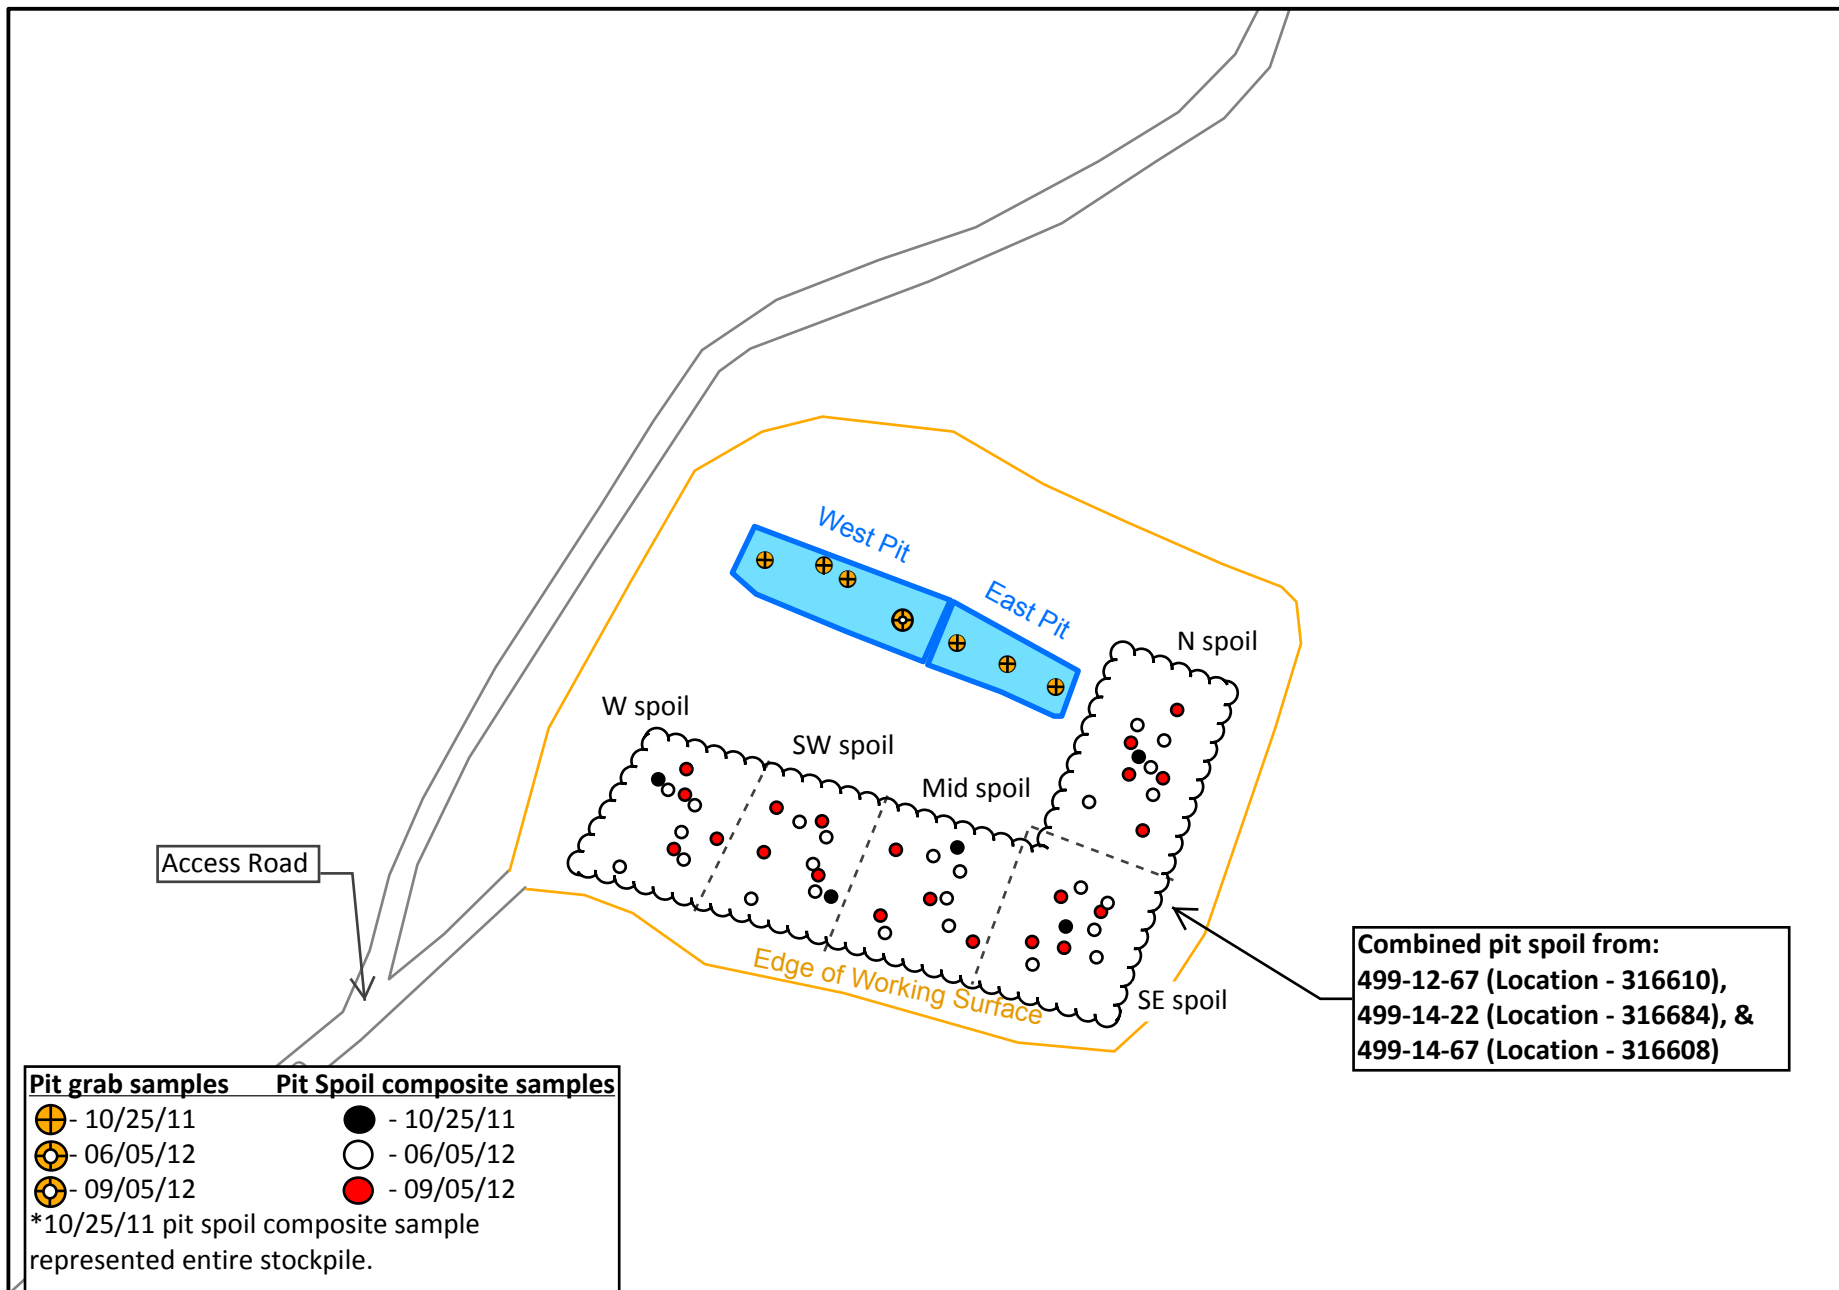 West Pit
East Pit
N spoil
W spoil
SW spoil
Mid spoil
Access Road
Edge of Working Surface
SE spoil
Combined pit spoil from:
499-12-67 (Location - 316610),
499-14-22 (Location - 316684), &
499-14-67 (Location - 316608)
Pit grab samples Pit Spoil composite samples
- 10/25/11 - 10/25/11
- 06/05/12 - 06/05/12
- 09/05/12 - 09/05/12
*10/25/11 pit spoil composite sample
represented entire stockpile.